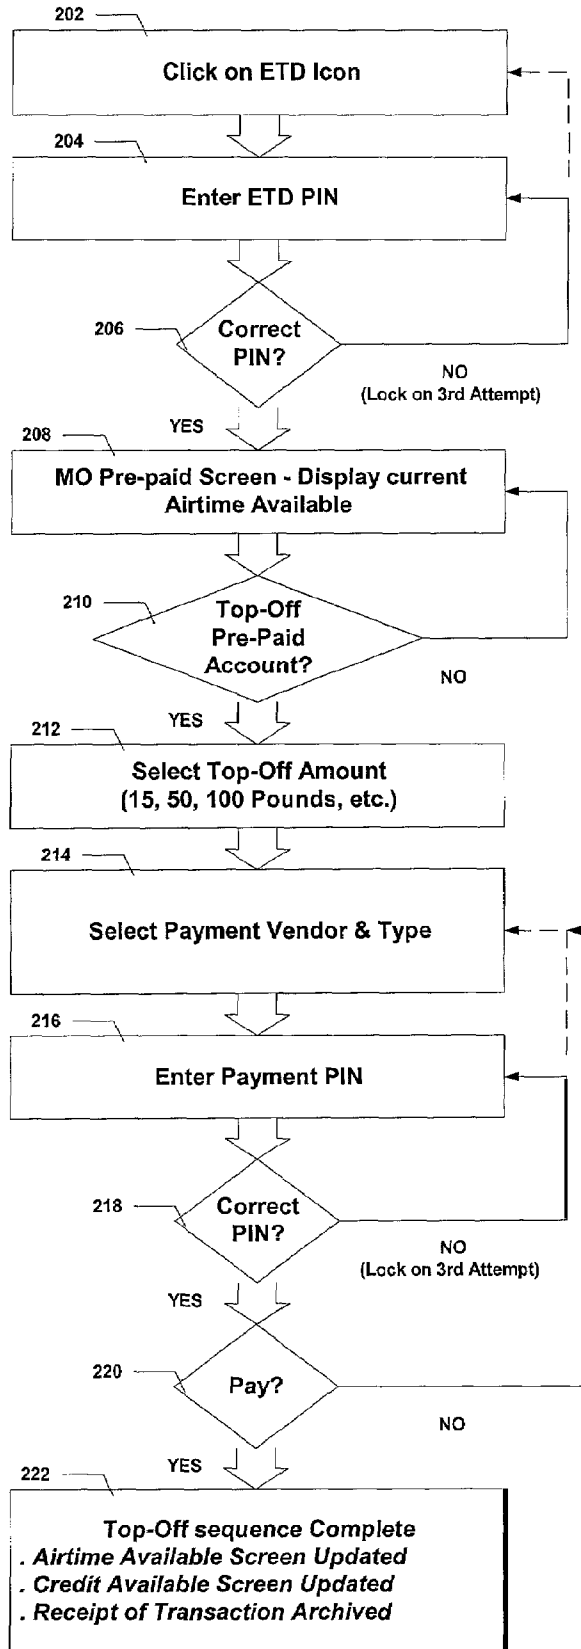 202
Click on ETD Icon
204
Enter ETD PIN
206
Correct
PIN?
NO
(Lock on 3rd Attempt)
YES
208
MO Pre-paid Screen - Display current
Airtime Available
210
Top-Off
Pre-Paid
Account?
NO
YES
212
Select Top-Off Amount
(15, 50, 100 Pounds, etc.)
214
Select Payment Vendor & Type
216
Enter Payment PIN
218
Correct
PIN?
NO
(Lock on 3rd Attempt)
YES
220
Pay?
NO
YES
222
Top-Off sequence Complete
. Airtime Available Screen Updated
. Credit Available Screen Updated
. Receipt of Transaction Archived